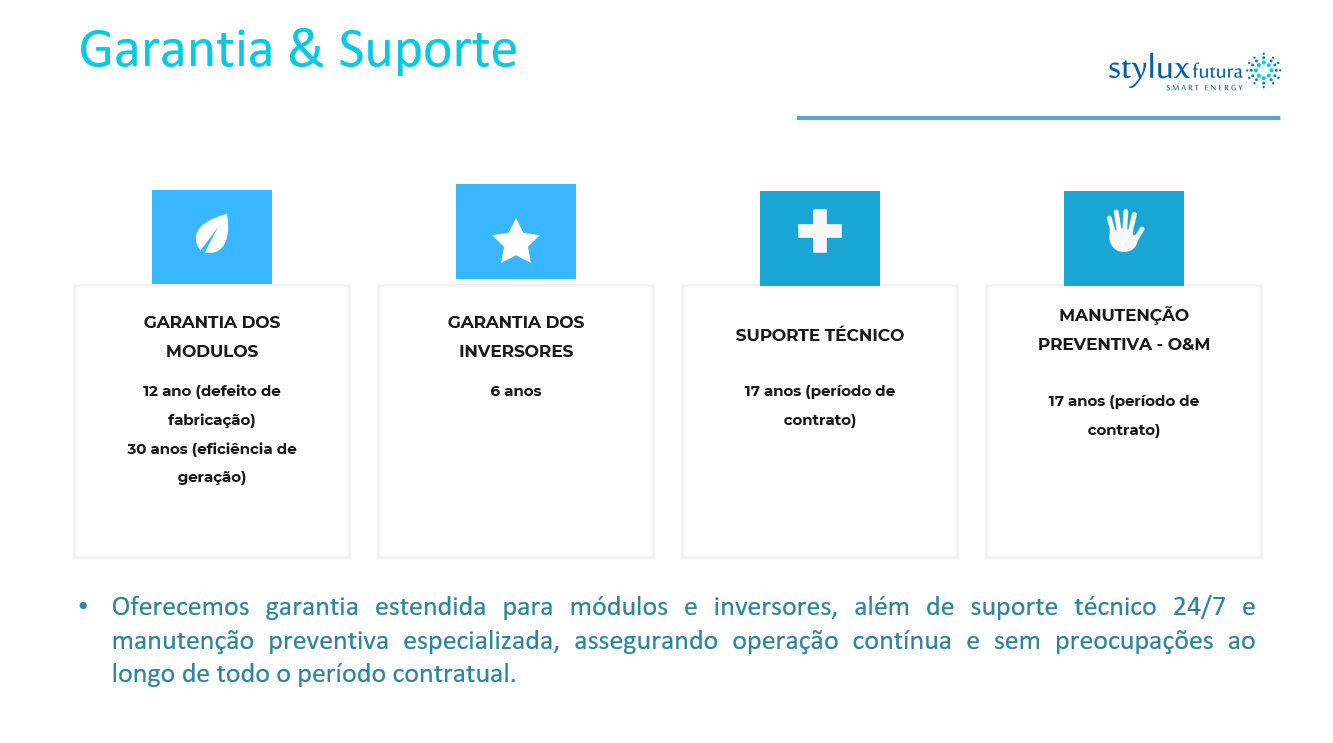 Garantia & Suporte
stylux futura
SMART ENERGY
GARANTIA DOS
MODULOS
12 ano (defeito de
fabricação)
30 anos (eficiência de
geração)
GARANTIA DOS
INVERSORES
6 anos
SUPORTE TÉCNICO
17 anos (período de
contrato)
MANUTENÇÃO
PREVENTIVA - O&M
17 anos (período de
contrato)
• Oferecemos garantia estendida para módulos e inversores, além de suporte técnico 24/7 e
manutenção preventiva especializada, assegurando operação contínua e sem preocupações ao
longo de todo o período contratual.